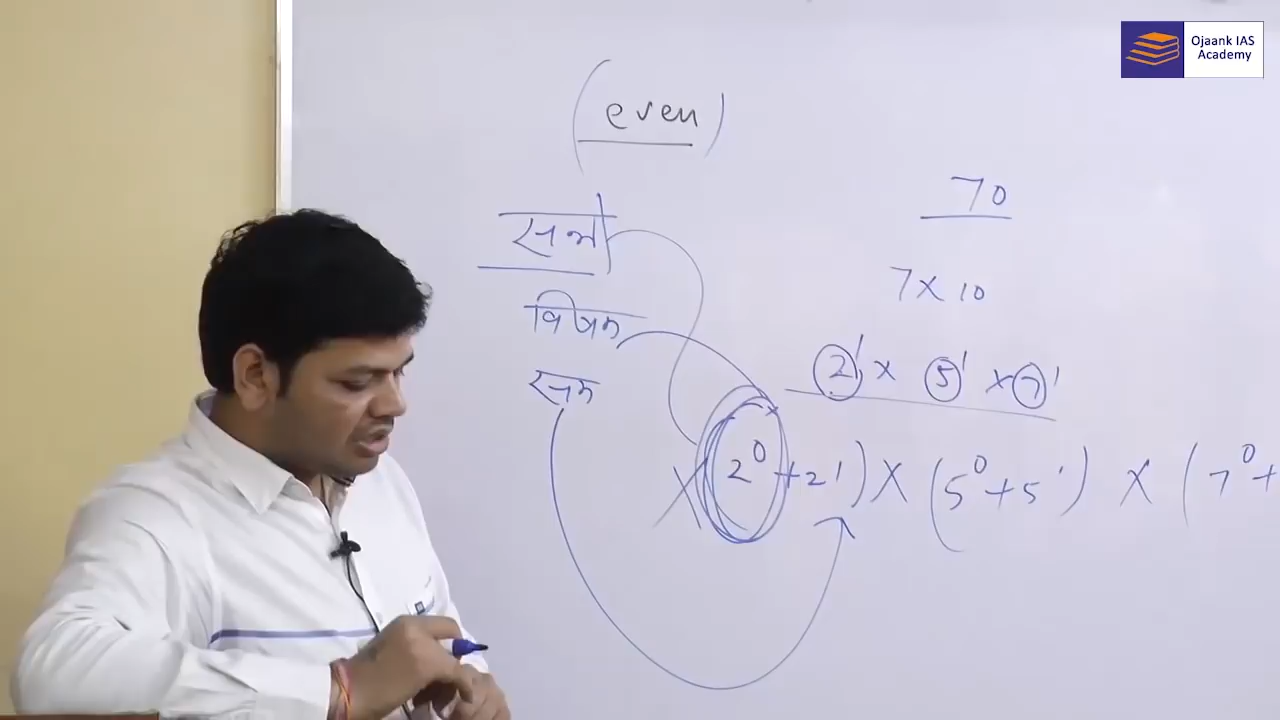 Ojaank IAS
Academy
(even)
70
सभी
7 × 10
विषम
2¹ × 5¹ × 7¹
सम
(2⁰ + 2¹) × (5⁰ + 5¹) × (7⁰ +